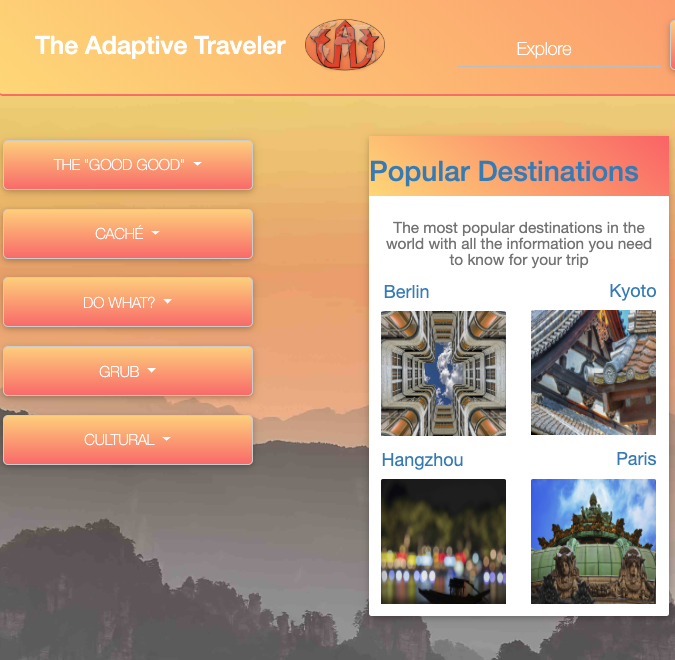 The Adaptive Traveler
Explore
THE "GOOD GOOD"
CACHÉ
DO WHAT?
GRUB
CULTURAL
Popular Destinations
The most popular destinations in the
world with all the information you need
to know for your trip
Berlin
Kyoto
Hangzhou
Paris